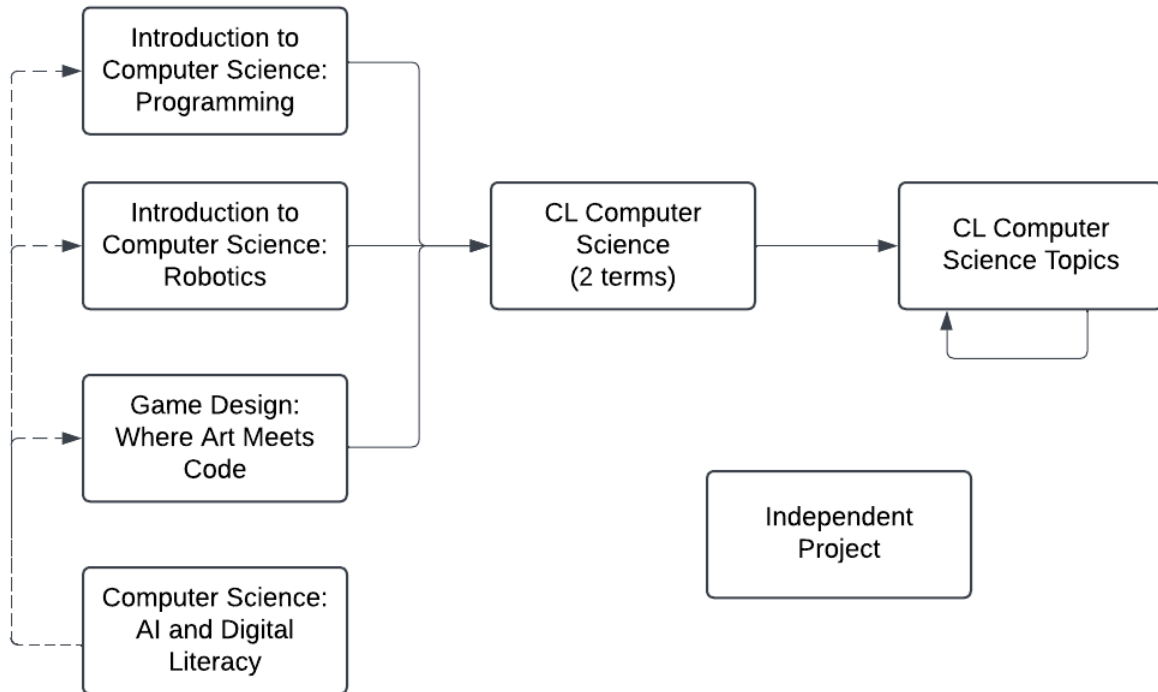 Introduction to
Computer Science:
Programming
Introduction to
Computer Science:
Robotics
CL Computer
Science
(2 terms)
CL Computer
Science Topics
Game Design:
Where Art Meets
Code
Independent
Project
Computer Science:
AI and Digital
Literacy